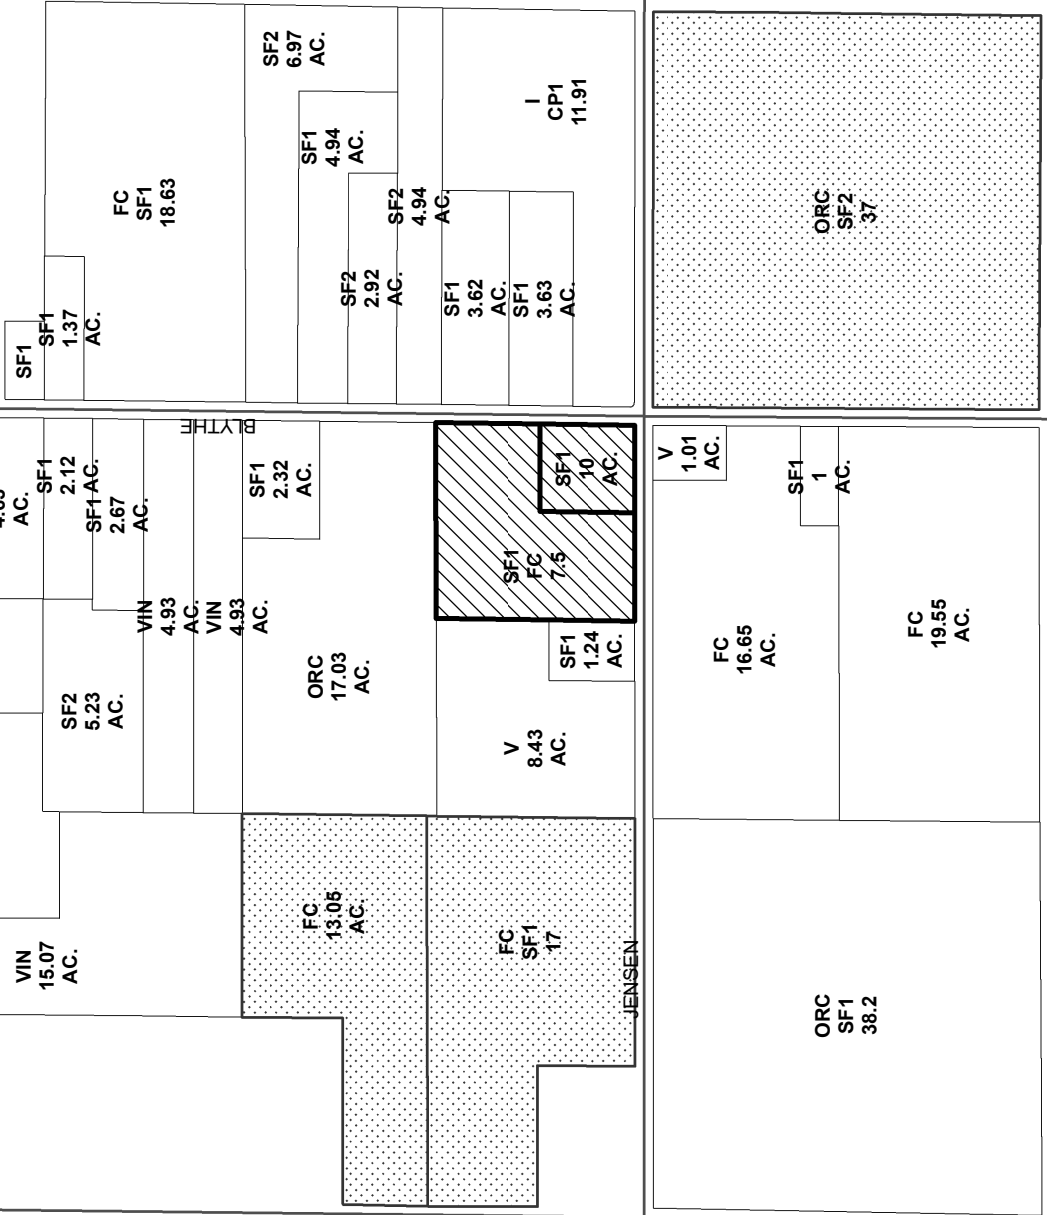 SF2
6.97
AC.
I
CP1
11.91
SF1
4.94
AC.
FC
SF1
18.63
SF2
4.94
AC.
ORC
SF2
37
SF2
2.92
AC.
SF1
3.62
AC.
SF1
3.63
AC.
SF1
1.37
AC.
SF1
BLYTHE
AC.
SF1
2.12
AC.
SF1
2.67
AC.
SF1
2.32
AC.
SF1
10
AC.
V
1.01
AC.
SF1
1
AC.
SF1
FC
7.5
VIN
4.93
AC.
VIN
4.93
AC.
SF2
5.23
AC.
ORC
17.03
AC.
SF1
1.24
AC.
V
8.43
AC.
FC
16.65
AC.
FC
19.55
AC.
VIN
15.07
AC.
FC
13.05
AC.
FC
SF1
17
JENSEN
ORC
SF1
38.2